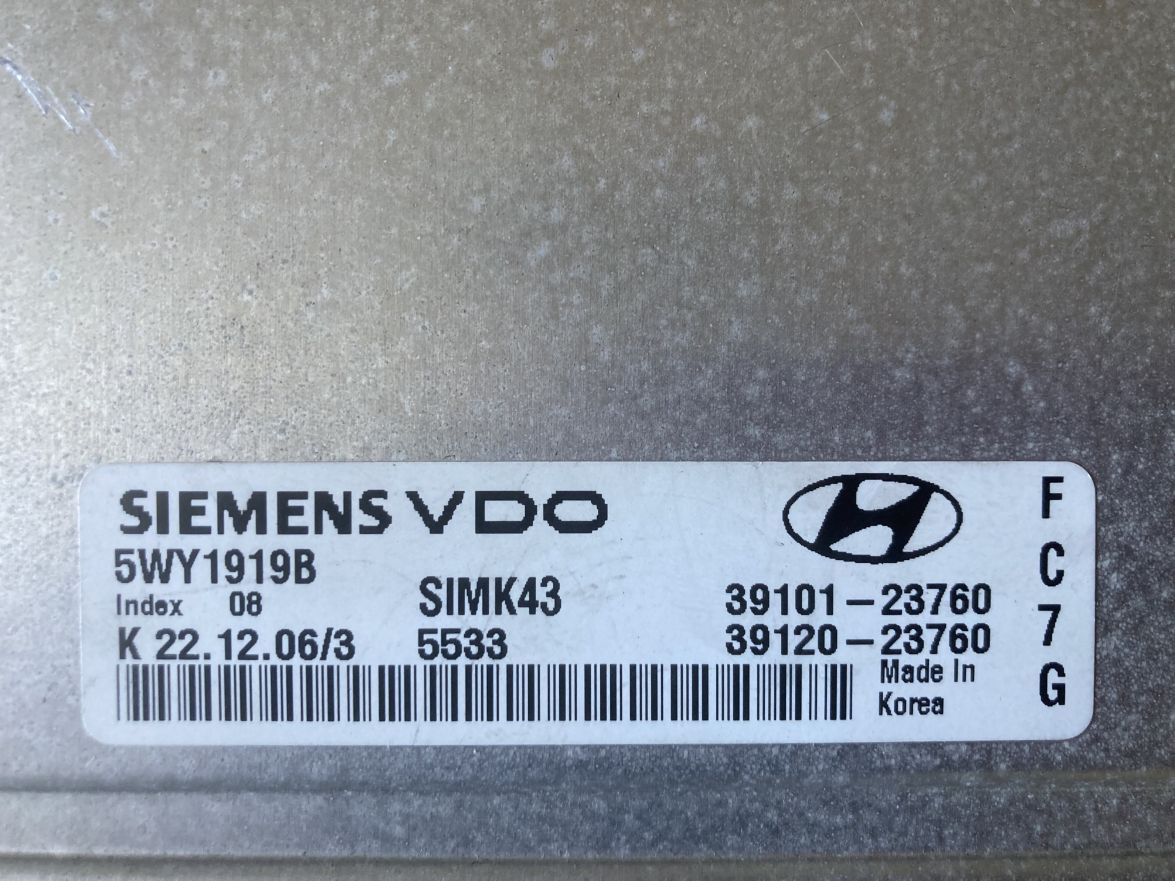 SIEMENS VDO
5WY1919B
Index 08
SIMK43
39101-23760
K 22.12.06/3
5533
39120-23760
Made In
Korea
F
C
7
G